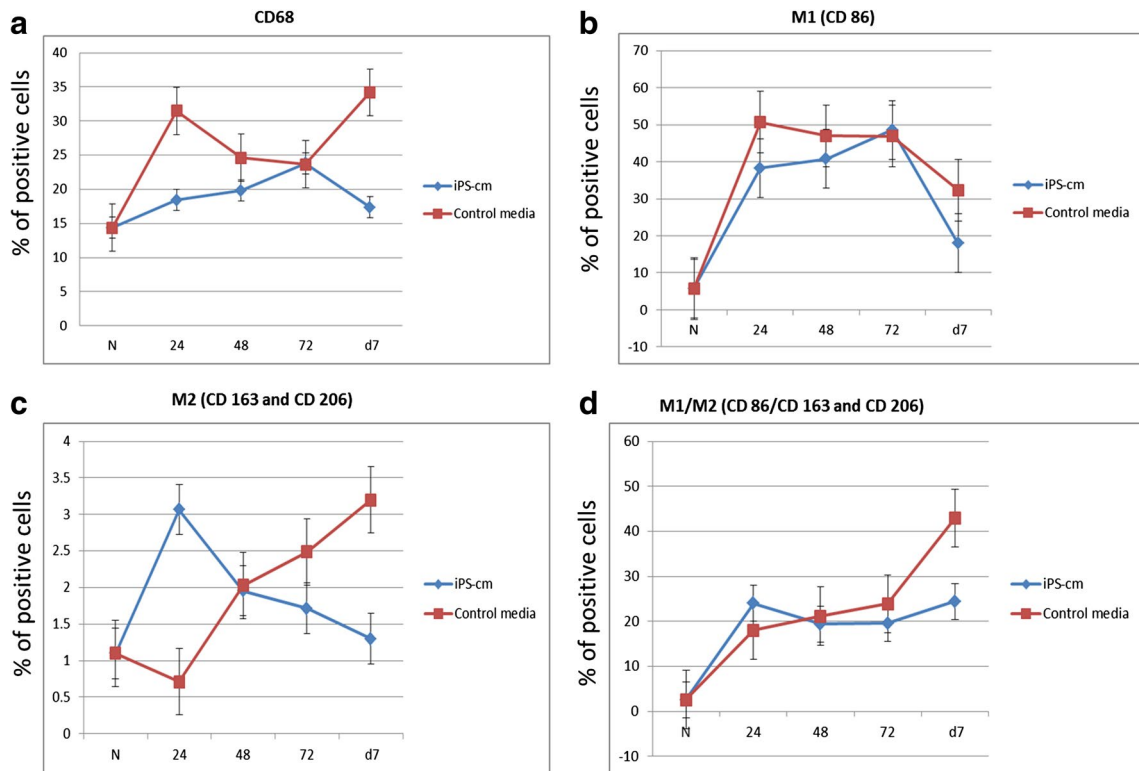 a
CD68
% of positive cells
40
35
30
25
20
15
10
5
0
N 24 48 72 d7
iPS-cm
Control media
b
M1 (CD 86)
% of positive cells
70
60
50
40
30
20
10
0
-10
N 24 48 72 d7
iPS-cm
Control media
c
M2 (CD 163 and CD 206)
% of positive cells
4
3.5
3
2.5
2
1.5
1
0.5
0
N 24 48 72 d7
iPS-cm
Control media
d
M1/M2 (CD 86/CD 163 and CD 206)
% of positive cells
60
50
40
30
20
10
0
-10
N 24 48 72 d7
iPS-cm
Control media